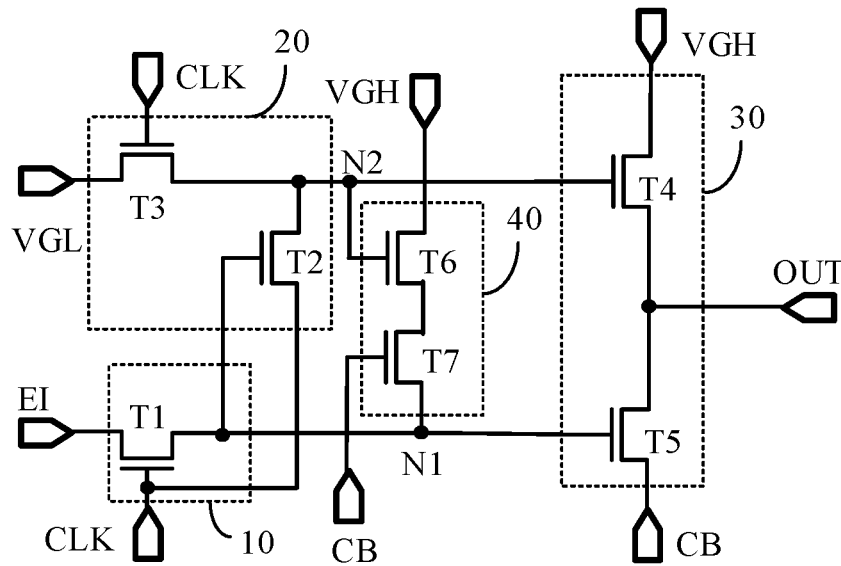 20
CLK
VGH
VGH
30
N2
T3
T4
VGL
T2
T6
40
OUT
T7
EI
T1
T5
N1
CLK
10
CB
CB